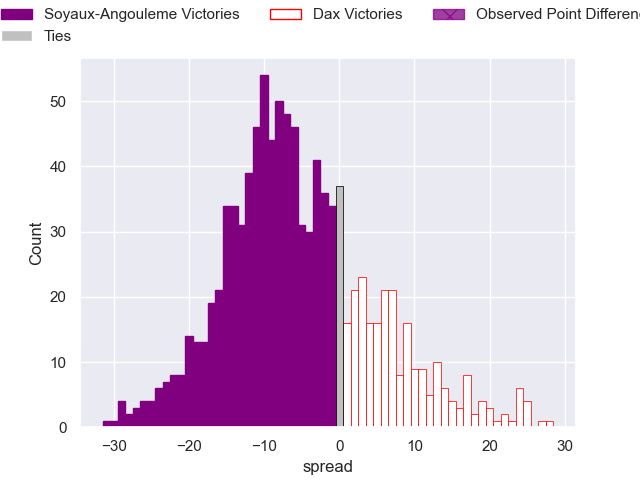 Soyaux-Angouleme Victories Dax Victories Observed Point
Ties
50
40
30
20
10
0
Count
−30 −20 −10 0 10 20 30
spread